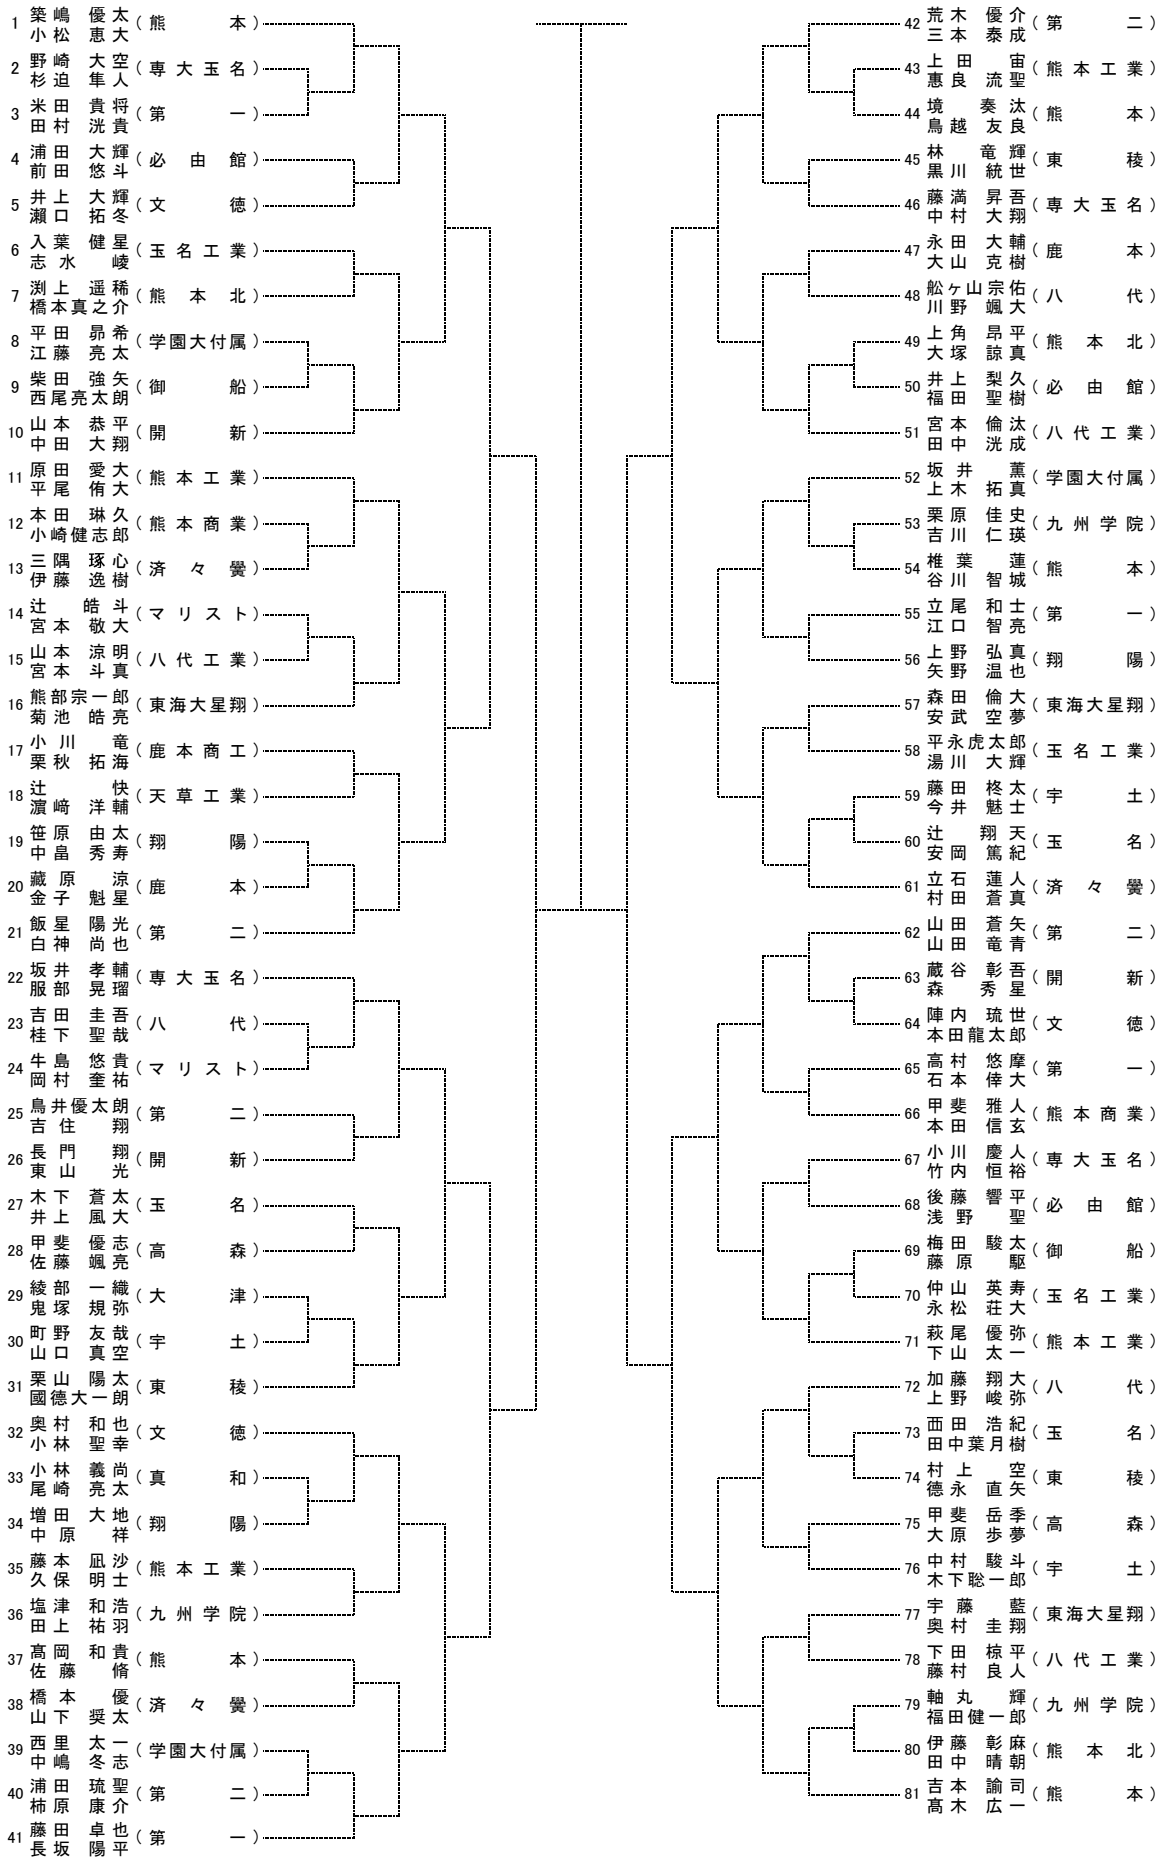 1 築嶋 優太 (熊本)
小松 恵大
2 野崎 大空 (専大玉名)
杉迫 隼人
3 米田 貴将 (第一)
田村 洸貴
4 浦田 大輝 (必由館)
前田 悠斗
5 井上 大輝 (文徳)
瀨口 拓冬
6 入葉 健星 (玉名工業)
志水 崚
7 渕上 遥稀 (熊本北)
橋本真之介
8 平田 昴希 (学園大付属)
江藤 亮太
9 柴田 強矢 (御船)
西尾亮太朗
10 山本 恭平 (開新)
中田 大翔
11 原田 愛大 (熊本工業)
平尾 侑大
12 本田 琳久 (熊本商業)
小崎健志郎
13 三隅 琢心 (済々黌)
伊藤 逸樹
14 辻 皓斗 (マリスト)
宮本 敬大
15 山本 涼明 (八代工業)
宮本 斗真
16 熊部宗一郎 (東海大星翔)
菊池 皓亮
17 小川 竜 (鹿本商工)
栗秋 拓海
18 辻 快 (天草工業)
濵﨑 洋輔
19 笹原 由太 (翔陽)
中畠 秀寿
20 藏原 涼 (鹿本)
金子 魁星
21 飯星 陽光 (第二)
白神 尚也
22 坂井 孝輔 (専大玉名)
服部 晃瑠
23 吉田 圭吾 (八代)
桂下 聖哉
24 牛島 悠貴 (マリスト)
岡村 奎祐
25 鳥井優太朗 (第二)
吉住 翔
26 長門 翔 (開新)
東山 光
27 木下 蒼太 (玉名)
井上 風大
28 甲斐 優志 (高森)
佐藤 颯亮
29 綾部 一織 (大津)
鬼塚 規弥
30 町野 友哉 (宇土)
山口 真空
31 栗山 陽太 (東稜)
國德大一朗
32 奥村 和也 (文徳)
小林 聖幸
33 小林 義尚 (真和)
尾崎 亮太
34 増田 大地 (翔陽)
中原 祥
35 藤本 凪沙 (熊本工業)
久保 明士
36 塩津 和浩 (九州学院)
田上 祐羽
37 髙岡 和貴 (熊本)
佐藤 脩
38 橋本 優 (済々黌)
山下 奨太
39 西里 太一 (学園大付属)
中嶋 冬志
40 浦田 琉聖 (第二)
柿原 康介
41 藤田 卓也 (第一)
長坂 陽平
42 荒木 優介 (第二)
三本 泰成
43 上田 宙 (熊本工業)
惠良 流聖
44 境 奏汰 (熊本)
鳥越 友良
45 林 竜輝 (東稜)
黒川 統世
46 藤満 昇吾 (専大玉名)
中村 大翔
47 永田 大輔 (鹿本)
大山 克樹
48 舩ヶ山宗佑 (八代)
川野 颯大
49 上角 昂平 (熊本北)
大塚 諒真
50 井上 梨久 (必由館)
福田 聖樹
51 宮本 倫汰 (八代工業)
田中 洸成
52 坂井 薫 (学園大付属)
上木 拓真
53 栗原 佳史 (九州学院)
吉川 仁瑛
54 椎葉 蓮 (熊本)
谷川 智城
55 立尾 和士 (第一)
江口 智亮
56 上野 弘真 (翔陽)
矢野 温也
57 森田 倫大 (東海大星翔)
安武 空夢
58 平永虎太郎 (玉名工業)
湯川 大輝
59 藤田 柊太 (宇土)
今井 魅士
60 辻 翔天 (玉名)
安岡 篤紀
61 立石 蓮人 (済々黌)
村田 蒼真
62 山田 蒼矢 (第二)
山田 竜青
63 蔵谷 彰吾 (開新)
森 秀星
64 陣内 琉世 (文徳)
本田龍太郎
65 高村 悠摩 (第一)
石本 倖大
66 甲斐 雅人 (熊本商業)
本田 信玄
67 小川 慶人 (専大玉名)
竹内 恒裕
68 後藤 響平 (必由館)
浅野 聖
69 梅田 駿太 (御船)
藤原 駆
70 仲山 英寿 (玉名工業)
永松 荘大
71 萩尾 優弥 (熊本工業)
下山 太一
72 加藤 翔大 (八代)
上野 峻弥
73 西田 浩紀 (玉名)
田中葉月樹
74 村上 空 (東稜)
德永 直矢
75 甲斐 岳季 (高森)
大原 歩夢
76 中村 駿斗 (宇土)
木下聡一郎
77 宇藤 藍 (東海大星翔)
奥村 圭翔
78 下田 椋平 (八代工業)
藤村 良人
79 軸丸 輝 (九州学院)
福田健一郎
80 伊藤 彰麻 (熊本北)
田中 晴朝
81 吉本 諭司 (熊本)
髙木 広一